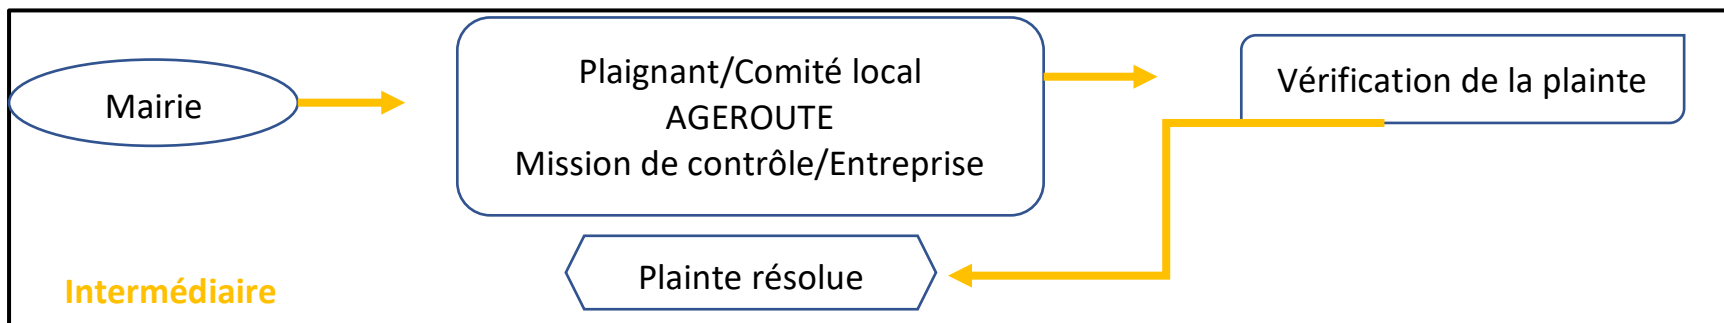 Mairie
Plaignant/Comité local
AGEROUTE
Mission de contrôle/Entreprise
Vérification de la plainte
Plainte résolue
Intermédiaire